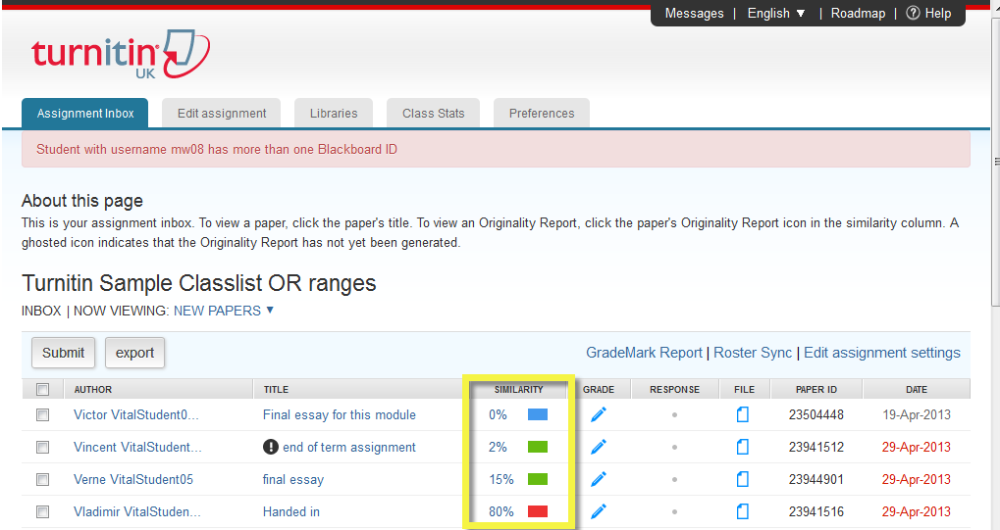 Messages | English ▼ | Roadmap | ? Help
turnitin
UK
Assignment Inbox Edit assignment Libraries Class Stats Preferences
Student with username mw08 has more than one Blackboard ID
About this page
This is your assignment inbox. To view a paper, click the paper's title. To view an Originality Report, click the paper's Originality Report icon in the similarity column. A
ghosted icon indicates that the Originality Report has not yet been generated.
Turnitin Sample Classlist OR ranges
INBOX | NOW VIEWING: NEW PAPERS ▼
Submit export GradeMark Report | Roster Sync | Edit assignment settings
AUTHOR TITLE SIMILARITY GRADE RESPONSE FILE PAPER ID DATE
Victor VitalStudent0... Final essay for this module 0% 23504448 19-Apr-2013
Vincent VitalStudent... ! end of term assignment 2% 23941512 29-Apr-2013
Verne VitalStudent05 final essay 15% 23944901 29-Apr-2013
Vladimir VitalStuden... Handed in 80% 23941516 29-Apr-2013